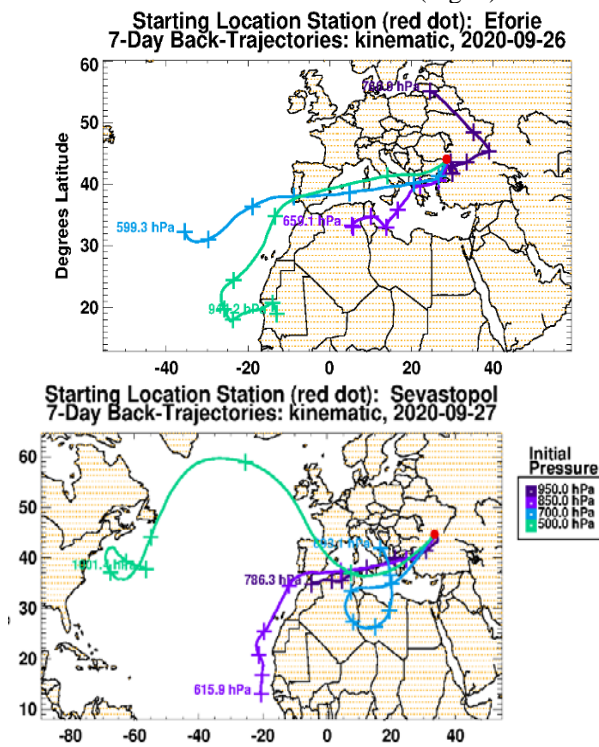 Starting Location Station (red dot): Eforie
7-Day Back-Trajectories: kinematic, 2020-09-26
60
50
40
30
20
Degrees Latitude
599.3 hPa
659.1 hPa
hPa
hPa
-40 -20 0 20 40
Starting Location Station (red dot): Sevastopol
7-Day Back-Trajectories: kinematic, 2020-09-27
60
50
40
30
20
10
786.3 hPa
615.9 hPa
hPa
-80 -60 -40 -20 0 20 40
Initial
Pressure
950.0 hPa
850.0 hPa
700.0 hPa
500.0 hPa